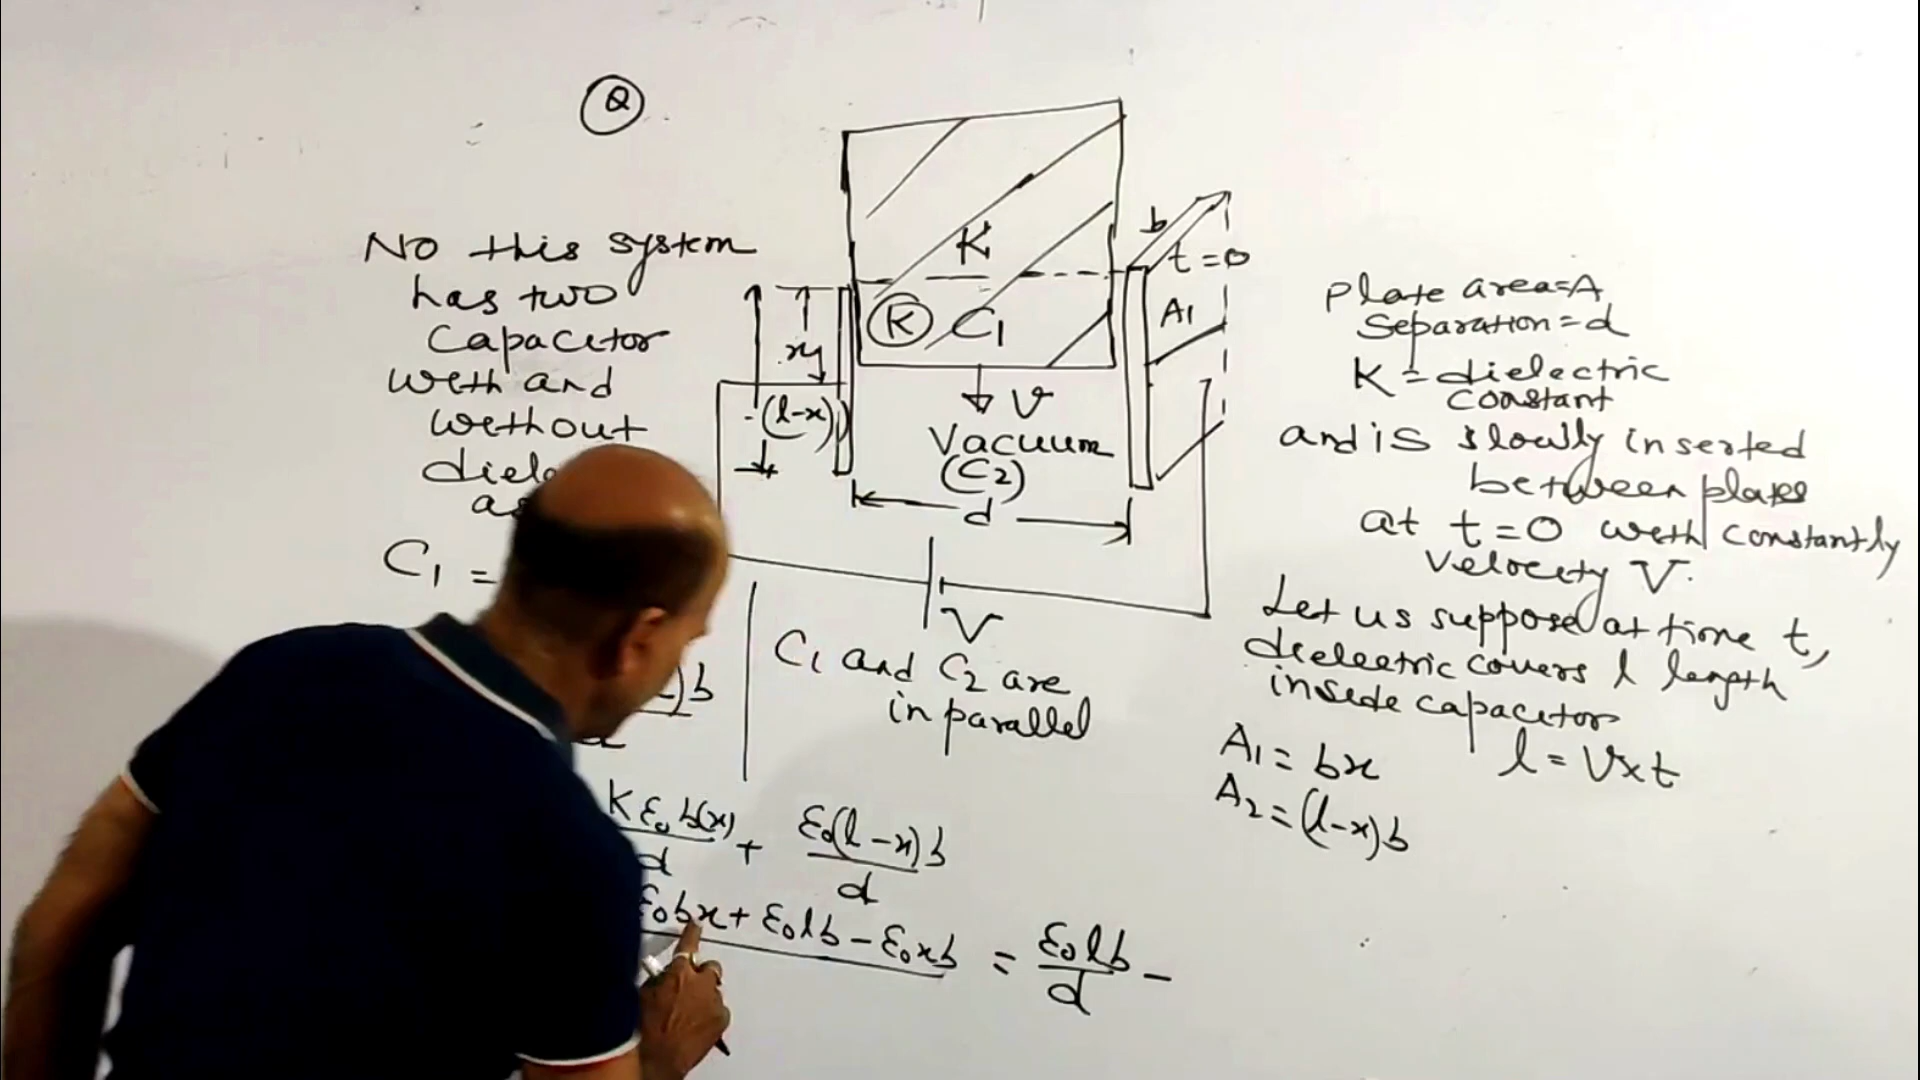 Q
No this system
has two
Capacitor
with and
without
C1 =
)b
K
K C1
x
(l-x)
V
Vacuum
(C2)
d
V
b
t=0
A1
C1 and C2 are
in parallel
Kε0b(x)/d + ε0(l-x)b/d
ε0bx + ε0lb - ε0xb = ε0lb/d -
plate area=A
Separation=d
K = dielectric
constant
and is slowly inserted
between plates
at t=0 with constantly
velocity V.
Let us suppose at time t,
dielectric covers l length
inside capacitor
A1 = bx l = V×t
A2 = (l-x)b